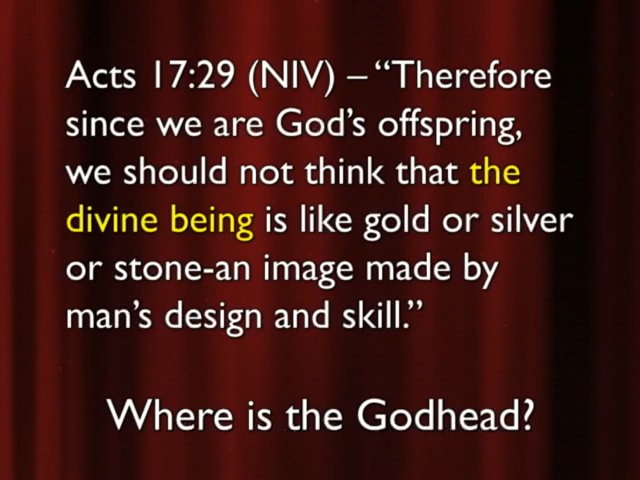 Acts 17:29 (NIV) – “Therefore
since we are God’s offspring,
we should not think that the
divine being is like gold or silver
or stone-an image made by
man’s design and skill.”
Where is the Godhead?